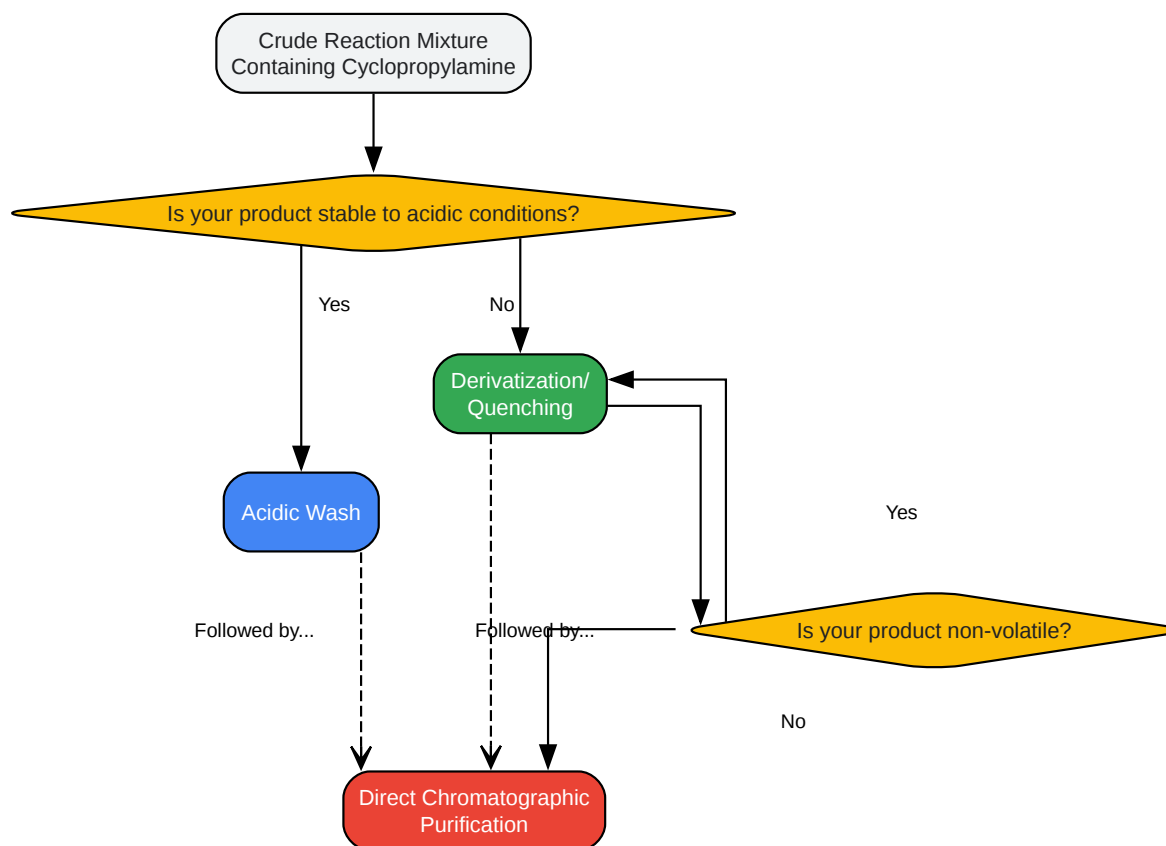 Crude Reaction Mixture
Containing Cyclopropylamine
Is your product stable to acidic conditions?
Yes
No
Derivatization/
Quenching
Acidic Wash
Yes
Followed by...
Followed by...
Is your product non-volatile?
No
Direct Chromatographic
Purification